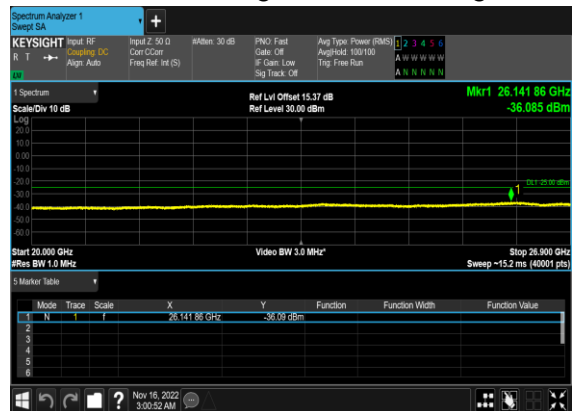 Spectrum Analyzer 1
Swept SA
+
KEYSIGHT Input: RF Input Z: 50 Ω #Atten: 30 dB PNO: Fast Avg Type: Power (RMS) 1 2 3 4 5 6
R T Coupling: DC Corr CCorr Gate: Off Avg|Hold: 100/100 A W W W W W
Align: Auto Freq Ref: Int (S) IF Gain: Low Trig: Free Run
Sig Track: Off A N N N N N
1 Spectrum Ref Lvl Offset 15.37 dB Mkr1 26.141 86 GHz
Scale/Div 10 dB Ref Level 30.00 dBm -36.085 dBm
Log
20.0
10.0
0.00
-10.0
-20.0
DL1 -25.00 dBm
1
-30.0
-40.0
-50.0
-60.0
Start 20.000 GHz Video BW 3.0 MHz* Stop 26.900 GHz
#Res BW 1.0 MHz Sweep ~15.2 ms (40001 pts)
5 Marker Table
Mode Trace Scale X Y Function Function Width Function Value
1 N 1 f 26.141 86 GHz -36.09 dBm
2
3
4
5
6
? Nov 16, 2022
3:00:52 AM